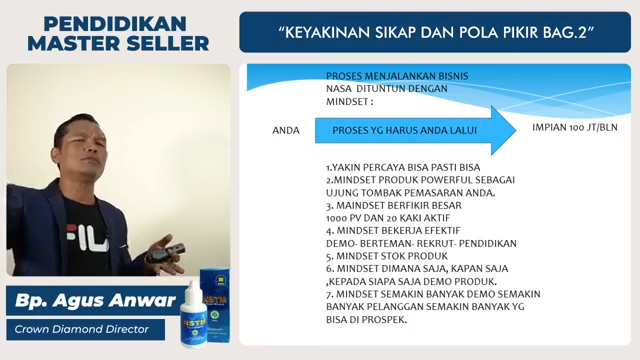 PENDIDIKAN
MASTER SELLER
“KEYAKINAN SIKAP DAN POLA PIKIR BAG.2”
PROSES MENJALANKAN BISNIS
NASA DITUNTUN DENGAN
MINDSET :
ANDA
PROSES YG HARUS ANDA LALUI
IMPIAN 100 JT/BLN
1.YAKIN PERCAYA BISA PASTI BISA
2.MINDSET PRODUK POWERFUL SEBAGAI
UJUNG TOMBAK PEMASARAN ANDA.
3. MAINDSET BERFIKIR BESAR
1000 PV DAN 20 KAKI AKTIF
4. MINDSET BEKERJA EFEKTIF
DEMO- BERTEMAN- REKRUT- PENDIDIKAN
5. MINDSET STOK PRODUK
6. MINDSET DIMANA SAJA, KAPAN SAJA
,KEPADA SIAPA SAJA DEMO PRODUK.
7. MINDSET SEMAKIN BANYAK DEMO SEMAKIN
BANYAK PELANGGAN SEMAKIN BANYAK YG
BISA DI PROSPEK.
FILA
Bp. Agus Anwar
Crown Diamond Director